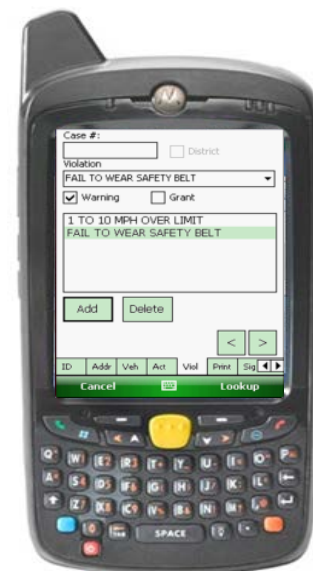 Case #:
District
Violation
FAIL TO WEAR SAFETY BELT
Warning Grant
1 TO 10 MPH OVER LIMIT
FAIL TO WEAR SAFETY BELT
Add Delete
< >
ID Addr Veh Act Viol Print Sig
Cancel Lookup
SPACE